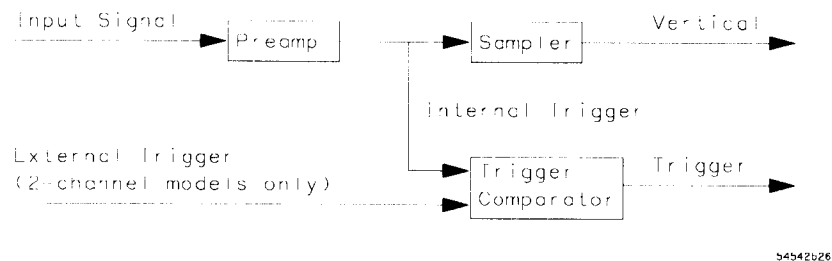 Input Signal
Preamp
Sampler
Vertical
Internal Trigger
External Trigger
(2-channel models only)
Trigger
Comparator
Trigger
54542b26